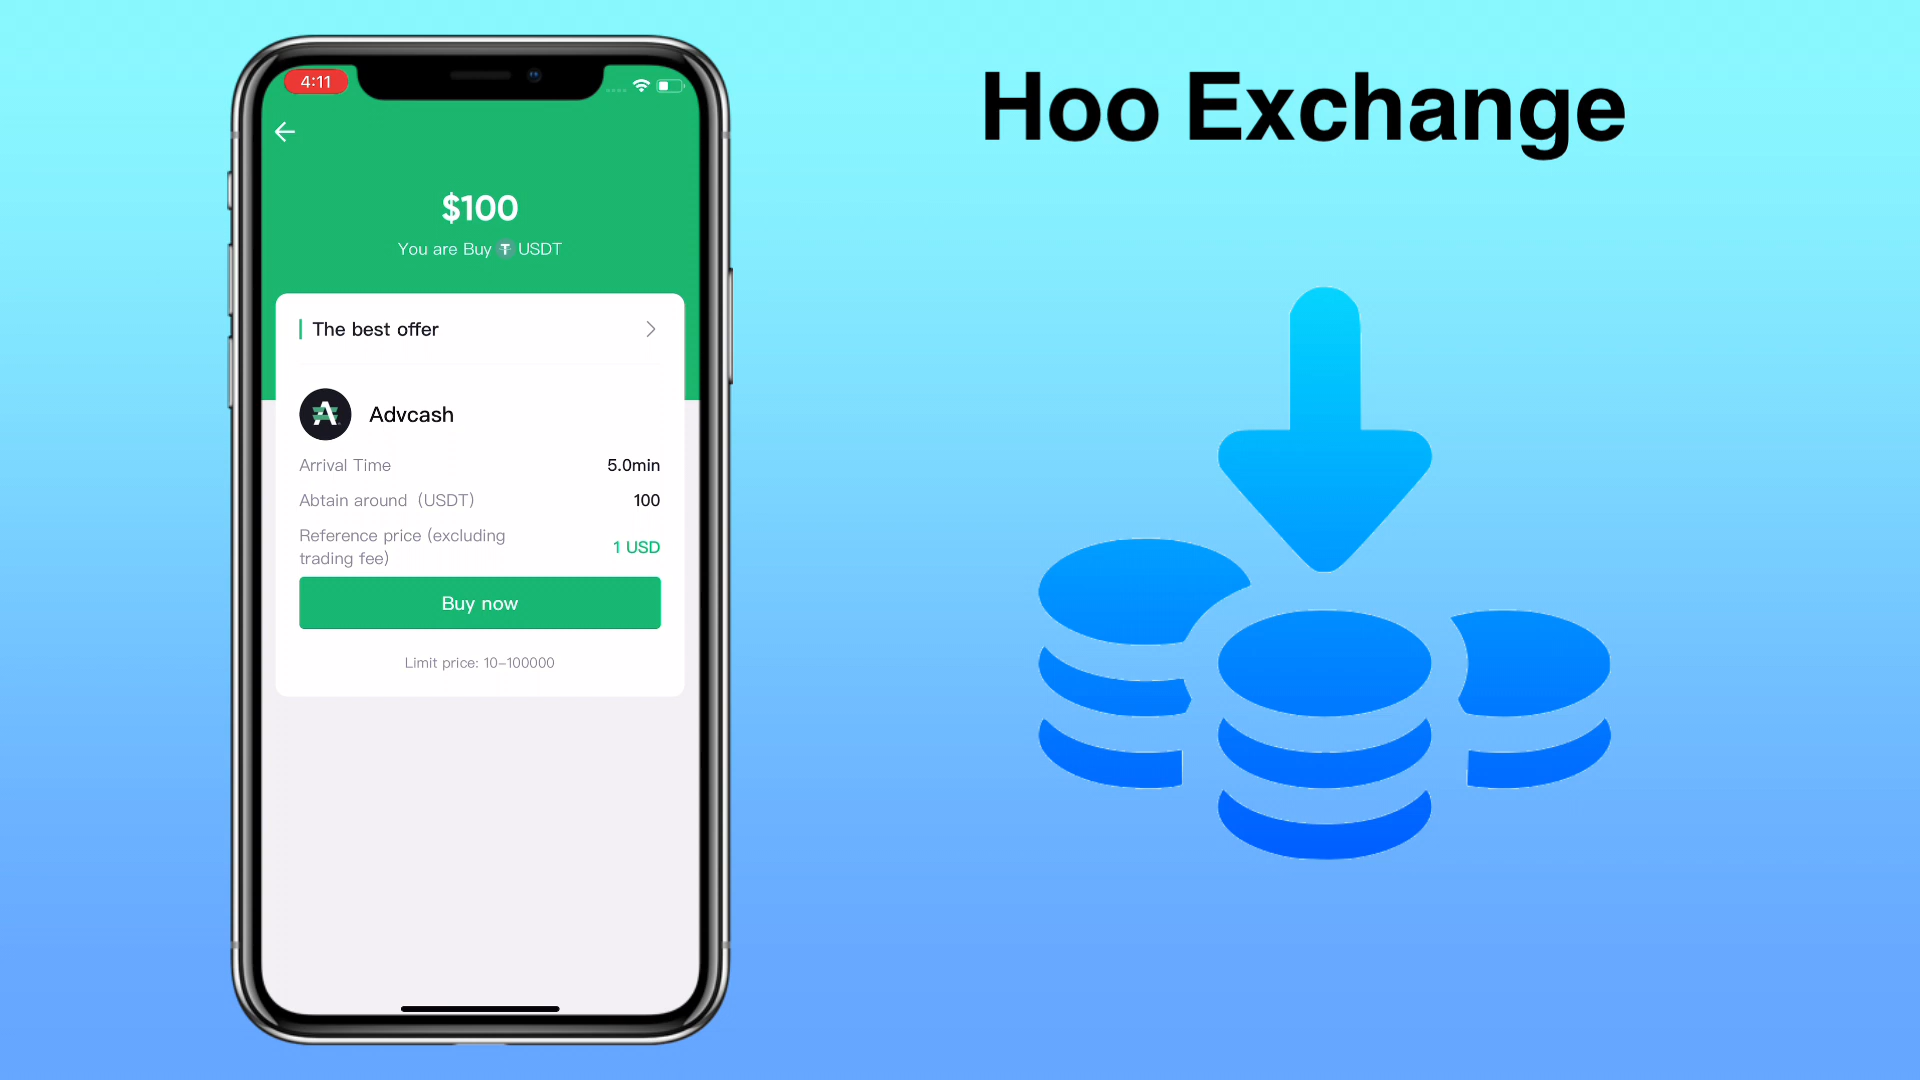 4:11
$100
You are Buy T USDT
The best offer
A
Advcash
Arrival Time 5.0min
Abtain around（USDT） 100
Reference price (excluding
trading fee) 1 USD
Buy now
Limit price: 10-100000
Hoo Exchange